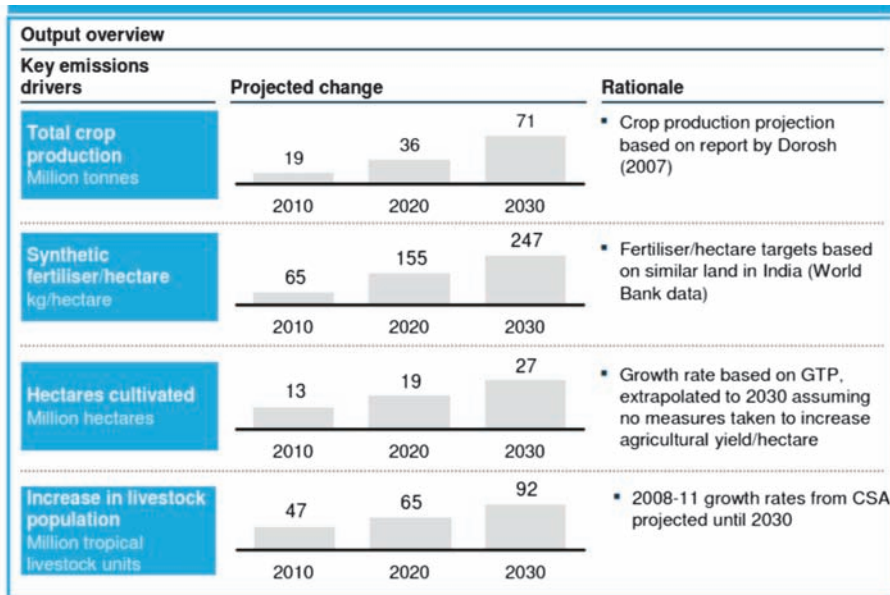 Output overview
Key emissions
drivers
Projected change
Rationale
Total crop
production
Million tonnes
19
36
71
2010
2020
2030
▪ Crop production projection
based on report by Dorosh
(2007)
Synthetic
fertiliser/hectare
kg/hectare
65
155
247
2010
2020
2030
▪ Fertiliser/hectare targets based
on similar land in India (World
Bank data)
Hectares cultivated
Million hectares
13
19
27
2010
2020
2030
▪ Growth rate based on GTP,
extrapolated to 2030 assuming
no measures taken to increase
agricultural yield/hectare
Increase in livestock
population
Million tropical
livestock units
47
65
92
2010
2020
2030
▪ 2008-11 growth rates from CSA
projected until 2030